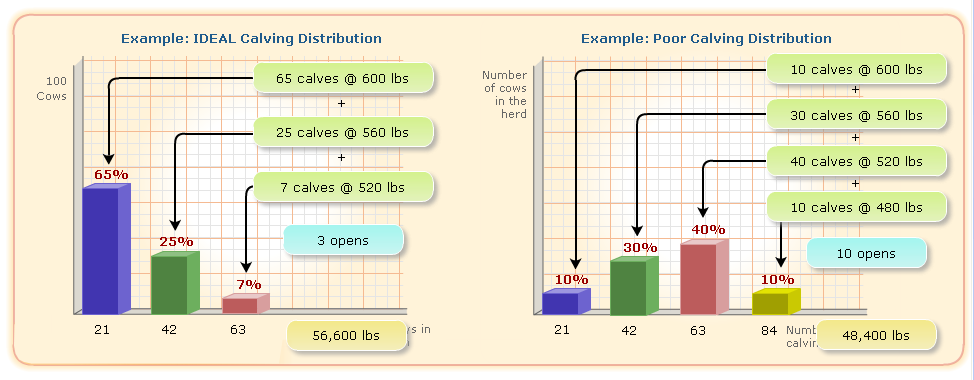 Example: IDEAL Calving Distribution
100
Cows
65 calves @ 600 lbs
+
25 calves @ 560 lbs
+
7 calves @ 520 lbs
3 opens
65%
25%
7%
21 42 63
in
56,600 lbs
Example: Poor Calving Distribution
Number
of cows
in the
herd
10 calves @ 600 lbs
+
30 calves @ 560 lbs
+
40 calves @ 520 lbs
+
10 calves @ 480 lbs
10 opens
10%
30%
40%
10%
21 42 63 84
48,400 lbs